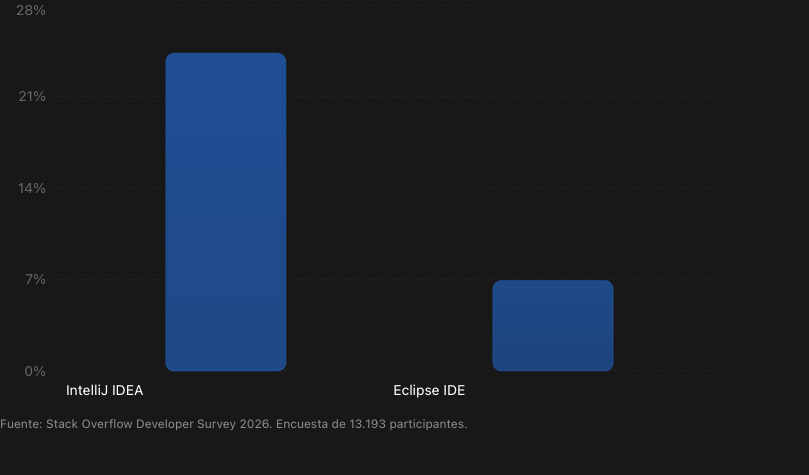 28%
21%
14%
7%
0%
IntelliJ IDEA Eclipse IDE
Fuente: Stack Overflow Developer Survey 2026. Encuesta de 13.193 participantes.